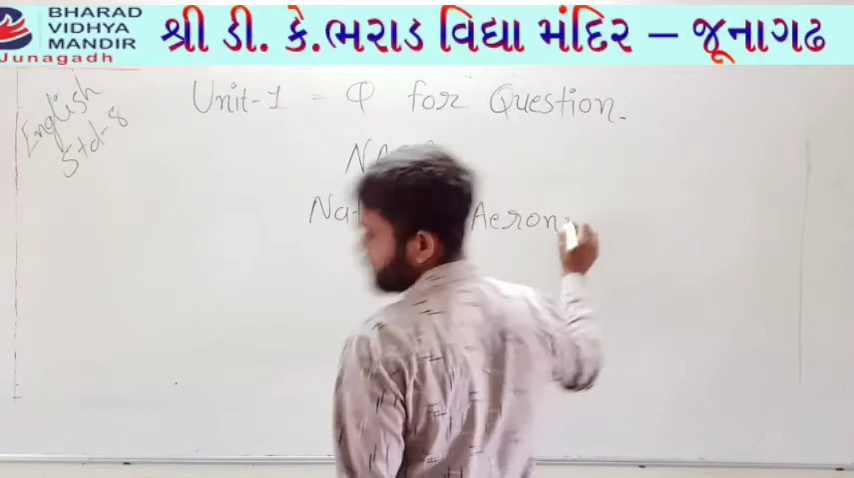 BHARAD
VIDHYA
MANDIR
Junagadh
શ્રી ડી. કે.ભરાડ વિદ્યા મંદિર – જૂનાગઢ
English
Std-8
Unit-1 = Q for Question.
Aeron